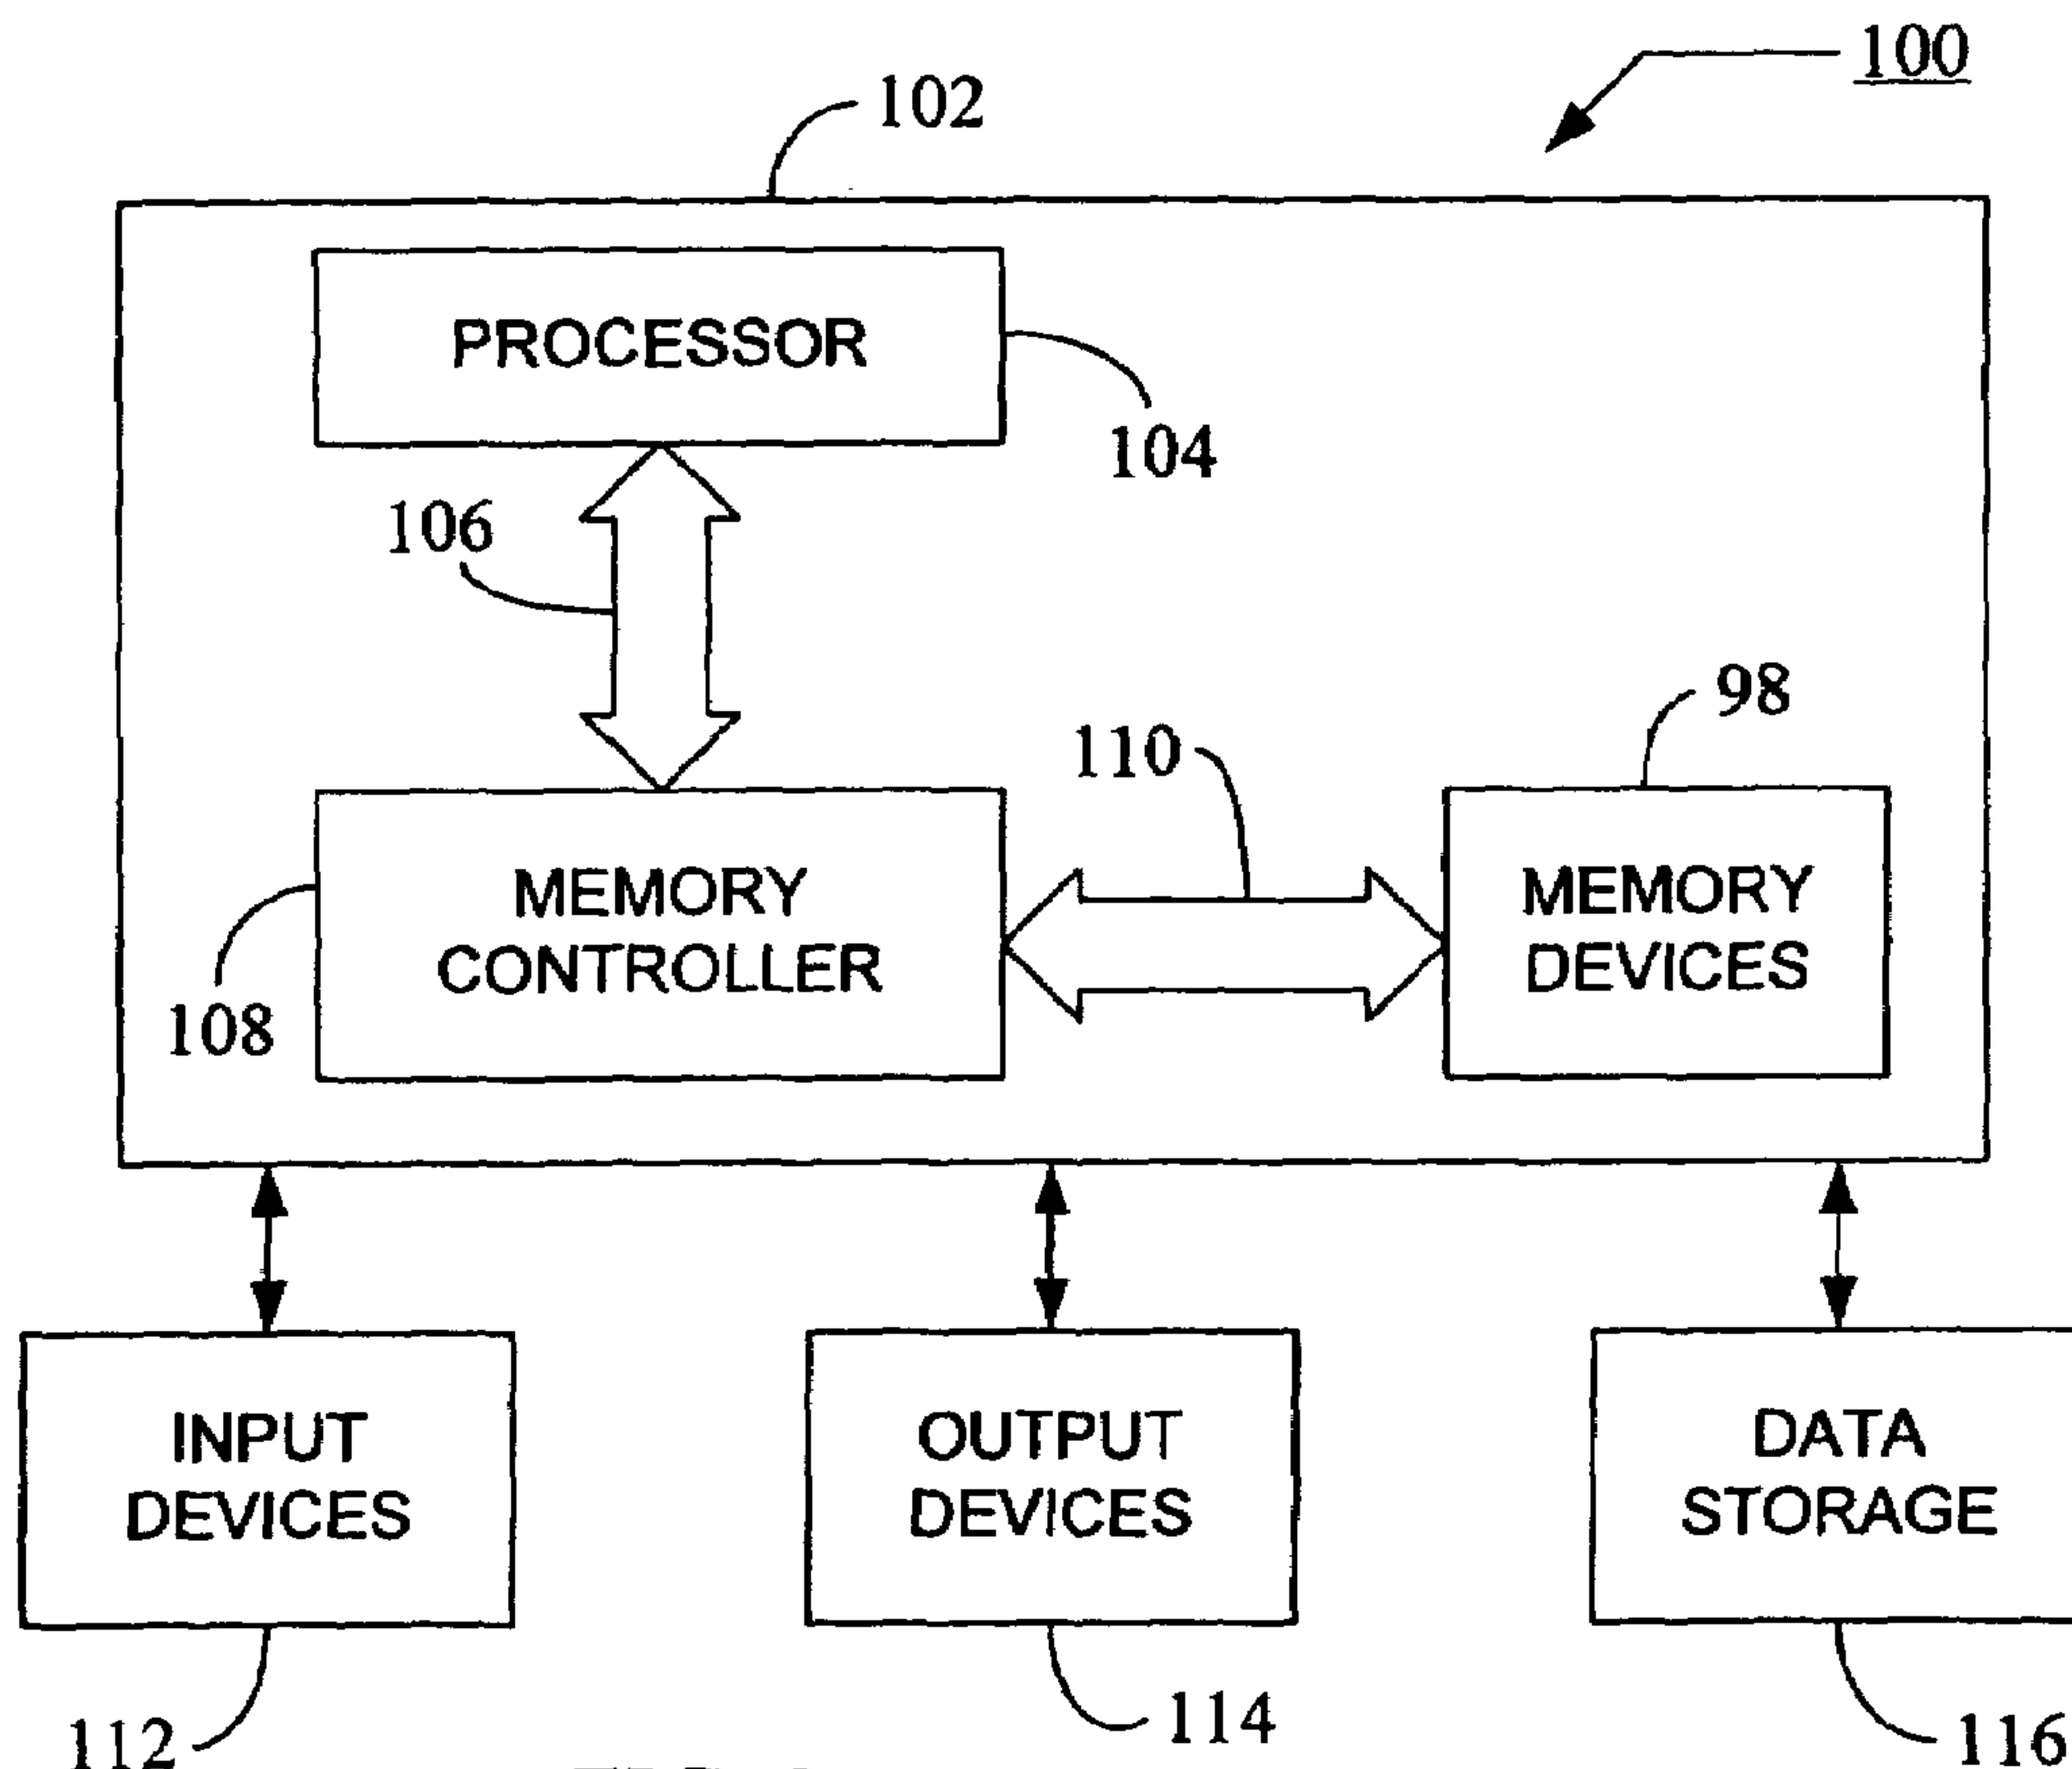 100
102
PROCESSOR
104
106
98
110
MEMORY
CONTROLLER
MEMORY
DEVICES
108
INPUT
DEVICES
OUTPUT
DEVICES
DATA
STORAGE
112
114
116